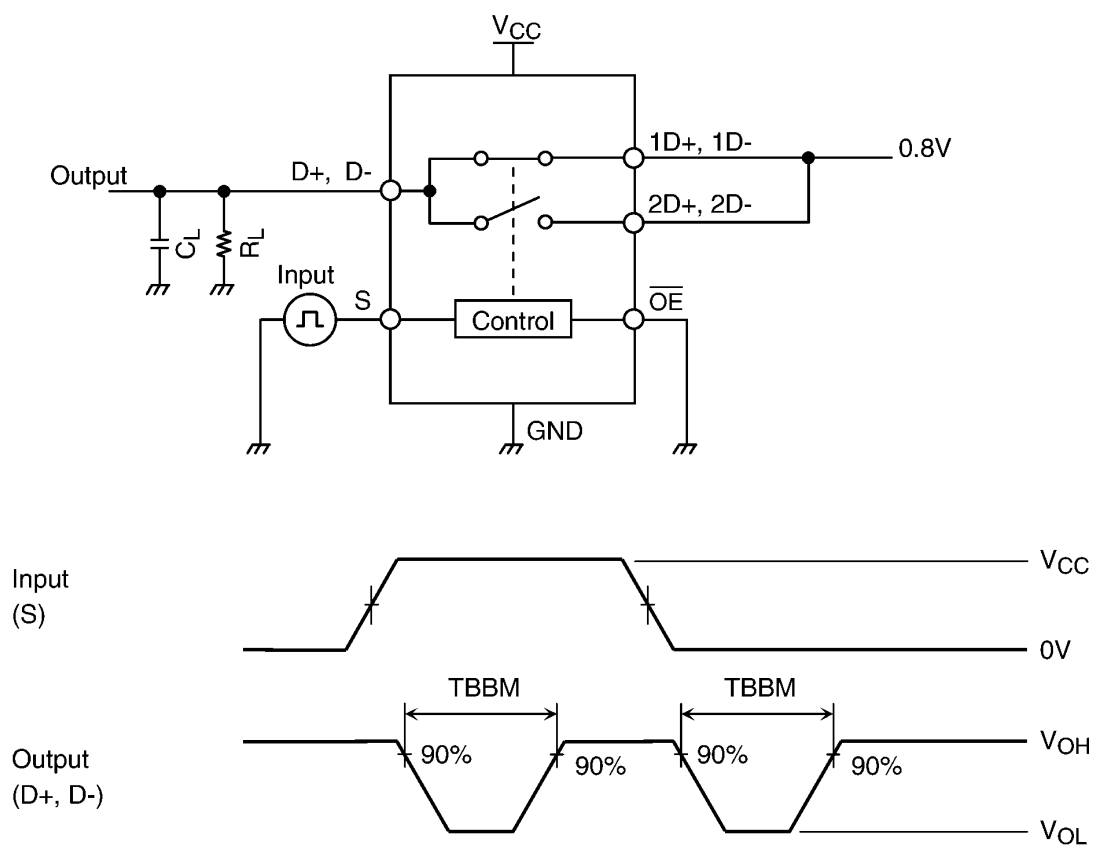 VCC
1D+, 1D-
0.8V
Output
D+, D-
2D+, 2D-
CL
RL
Input
S
Control
OE
GND
Input
(S)
VCC
0V
TBBM
TBBM
Output
(D+, D-)
90%
90%
90%
90%
VOH
VOL